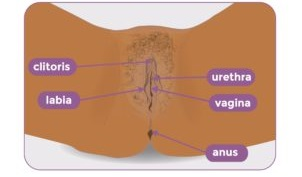 clitoris
urethra
labia
vagina
anus